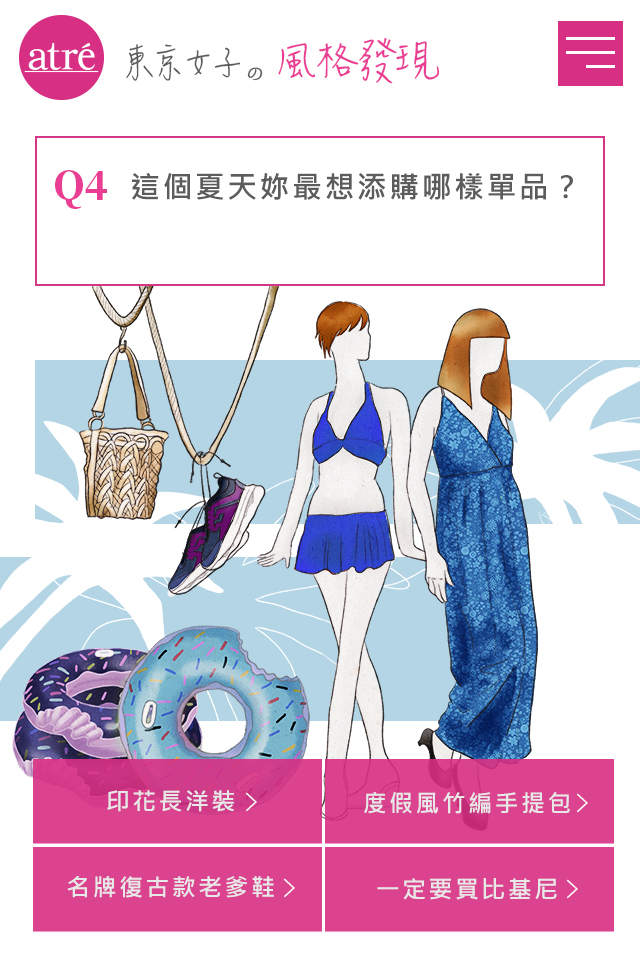 atré
東京女子の 風格發現
Q4 這個夏天妳最想添購哪樣單品？
印花長洋裝
度假風竹編手提包
名牌復古款老爹鞋
一定要買比基尼